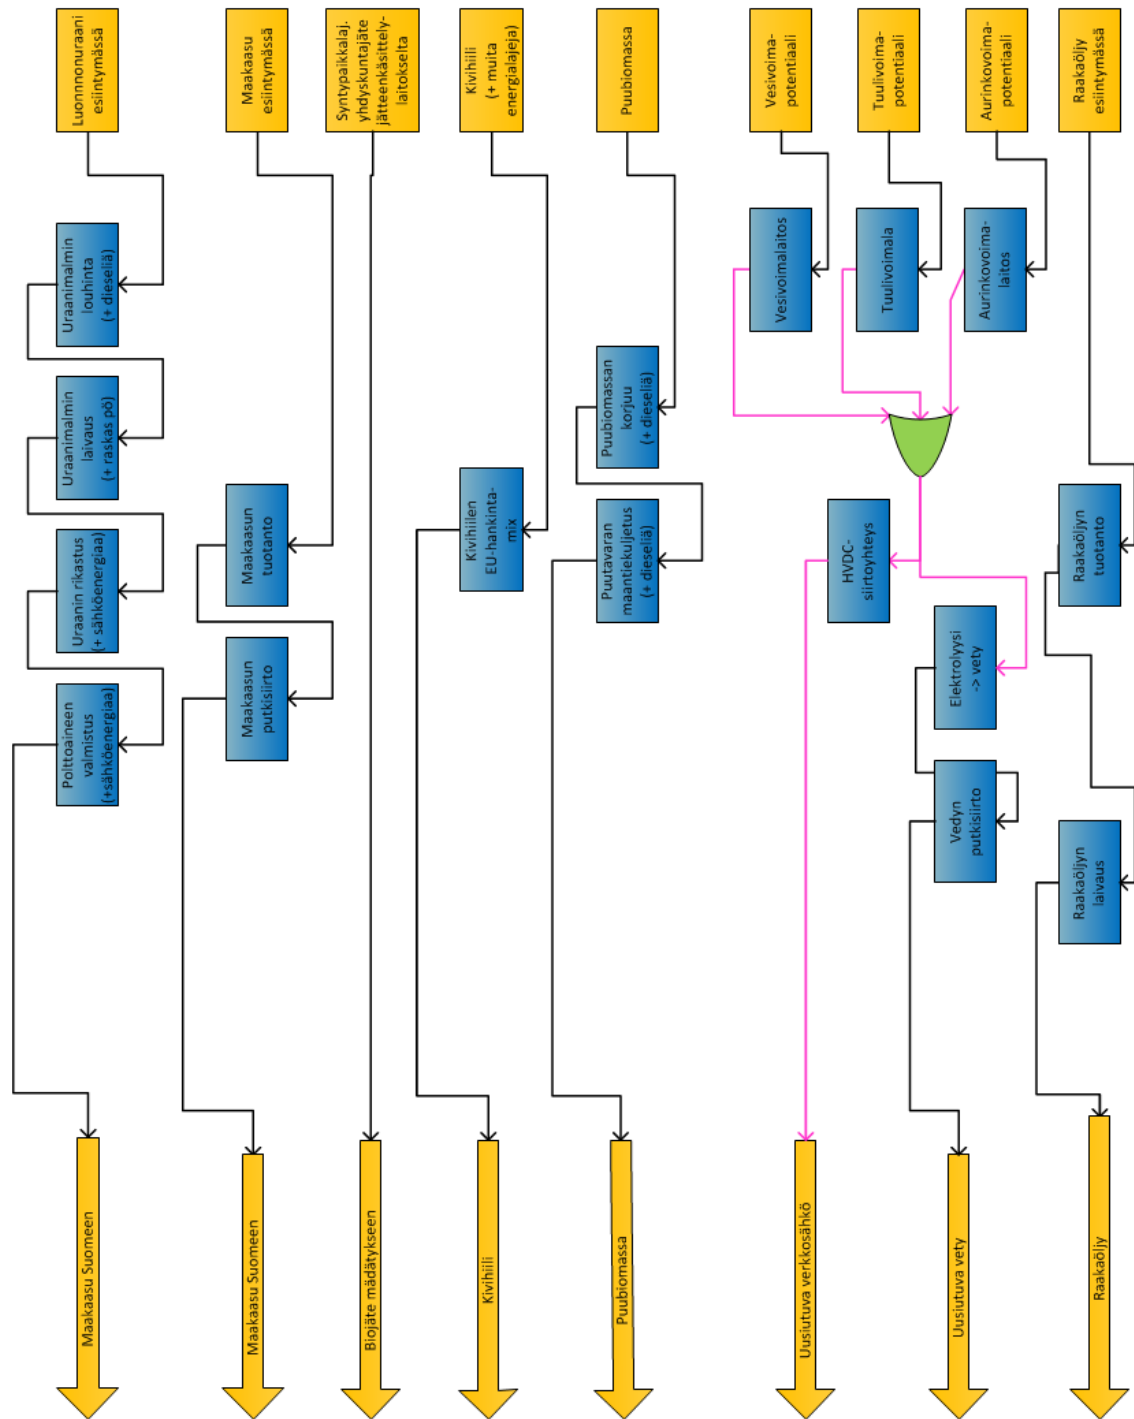 Luonnonuraani
esiintymässä
Uraanimalmin
louhinta
(+ dieseliä)
Uraanimalmin
laivaus
(+ raskas pö)
Uraanin rikastus
(+ sähköenergiaa)
Polttoaineen
valmistus
(+sähköenergiaa)
Maakaasu Suomeen
Maakaasu
esiintymässä
Maakaasun
tuotanto
Maakaasun
putkisiirto
Maakaasu Suomeen
Syntypaikkalaj.
yhdyskuntajäte
jätteenkäsittely-
laitokselta
Biojäte mädätykseen
Kivihiili
(+ muita
energialajeja)
Kivihiilen
EU-hankinta-
mix
Kivihiili
Puubiomassa
Puubiomassan
korjuu
(+ dieseliä)
Puutavaran
maantiekuljetus
(+ dieseliä)
Puubiomassa
Vesivoima-
potentiaali
Vesivoimalaitos
Tuulivoima-
potentiaali
Tuulivoimala
Aurinkovoima-
potentiaali
Aurinkovoima-
laitos
HVDC-
siirtoyhteys
Uusiutuva verkkosähkö
Elektrolyysi
-> vety
Vedyn
putkisiirto
Uusiutuva vety
Raakaöljy
esiintymässä
Raakaöljyn
tuotanto
Raakaöljyn
laivaus
Raakaöljy